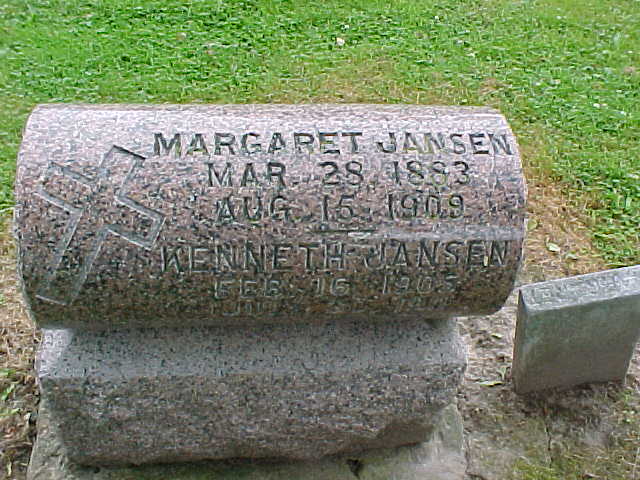 MARGARET JANSEN
MAR. 28, 1883
AUG. 15, 1909
KENNETH JANSEN
FEB. 16, 1905